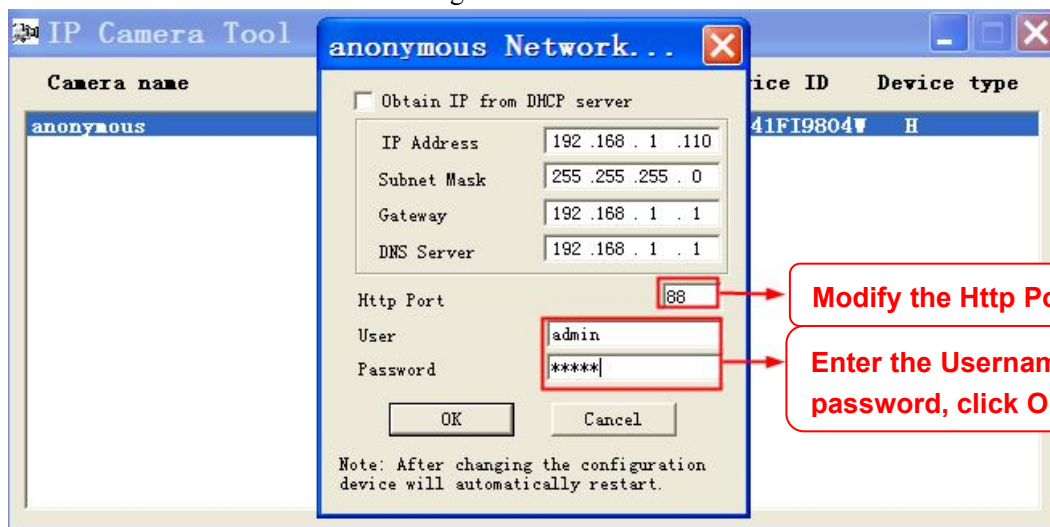 IP Camera Tool
anonymous Network...
Camera name
ice ID
Device type
anonymous
41FI9804W
H
Obtain IP from DHCP server
IP Address
192 .168 . 1 .110
Subnet Mask
255 .255 .255 . 0
Gateway
192 .168 . 1 . 1
DNS Server
192 .168 . 1 . 1
Http Port
88
Modify the Http Po
User
admin
Password
*****
Enter the Usernam
password, click O
OK
Cancel
Note: After changing the configuration
device will automatically restart.